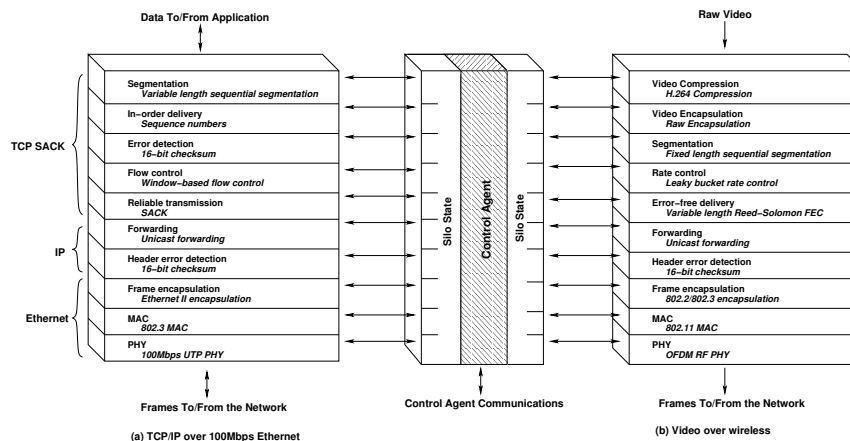 Data To/From Application
Raw Video
TCP SACK
IP
Ethernet
Segmentation
Variable length sequential segmentation
In-order delivery
Sequence numbers
Error detection
16-bit checksum
Flow control
Window-based flow control
Reliable transmission
SACK
Forwarding
Unicast forwarding
Header error detection
16-bit checksum
Frame encapsulation
Ethernet II encapsulation
MAC
802.3 MAC
PHY
100Mbps UTP PHY
Silo State
Control Agent
Silo State
Video Compression
H.264 Compression
Video Encapsulation
Raw Encapsulation
Segmentation
Fixed length sequential segmentation
Rate control
Leaky bucket rate control
Error-free delivery
Variable length Reed-Solomon FEC
Forwarding
Unicast forwarding
Header error detection
16-bit checksum
Frame encapsulation
802.2/802.3 encapsulation
MAC
802.11 MAC
PHY
OFDM RF PHY
Frames To/From the Network
Control Agent Communications
Frames To/From the Network
(a) TCP/IP over 100Mbps Ethernet
(b) Video over wireless